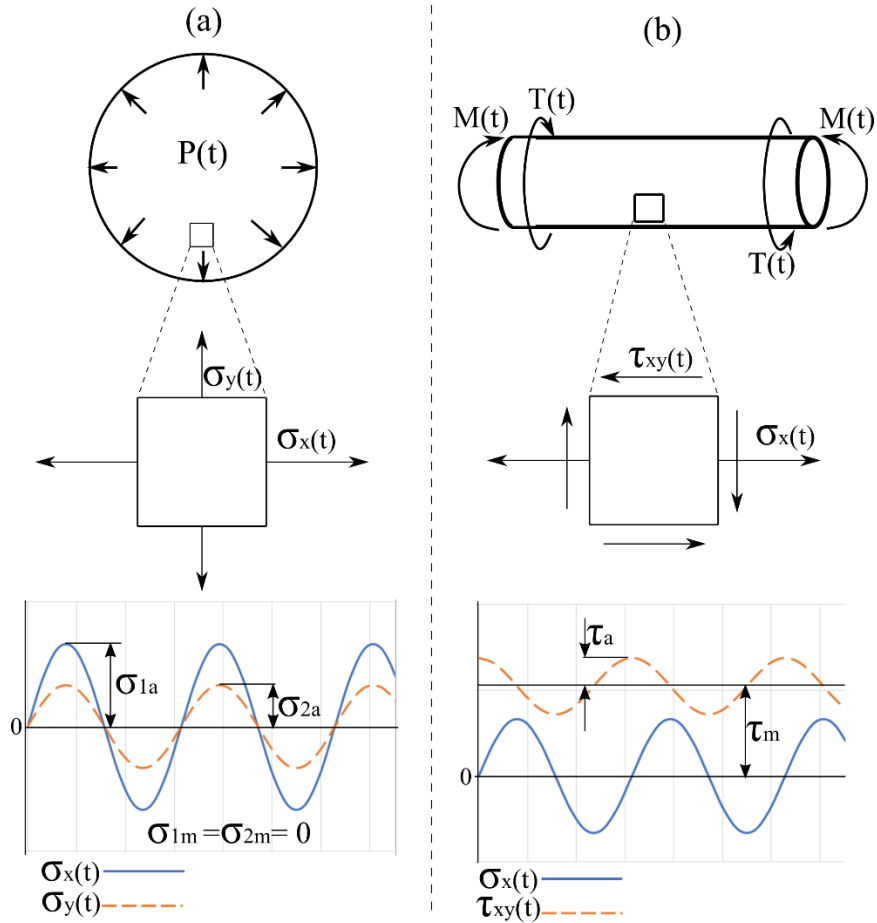 (a)
P(t)
σy(t)
σx(t)
σ1a
σ2a
0
σ1m = σ2m = 0
σx(t)
σy(t)
(b)
T(t)
M(t)
M(t)
T(t)
τxy(t)
σx(t)
τa
τm
0
σx(t)
τxy(t)